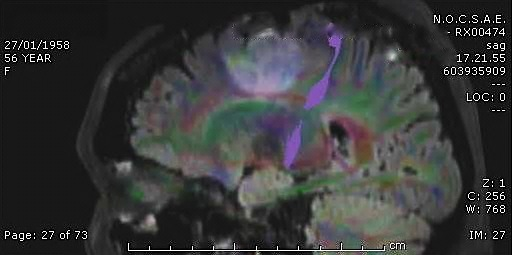 27/01/1958
56 YEAR
F
N.O.C.S.A.E.
- RX00474
sag
17.21.55
603935909
---
LOC: 0
---
Z: 1
C: 256
W: 768
Page: 27 of 73
IM: 27
cm